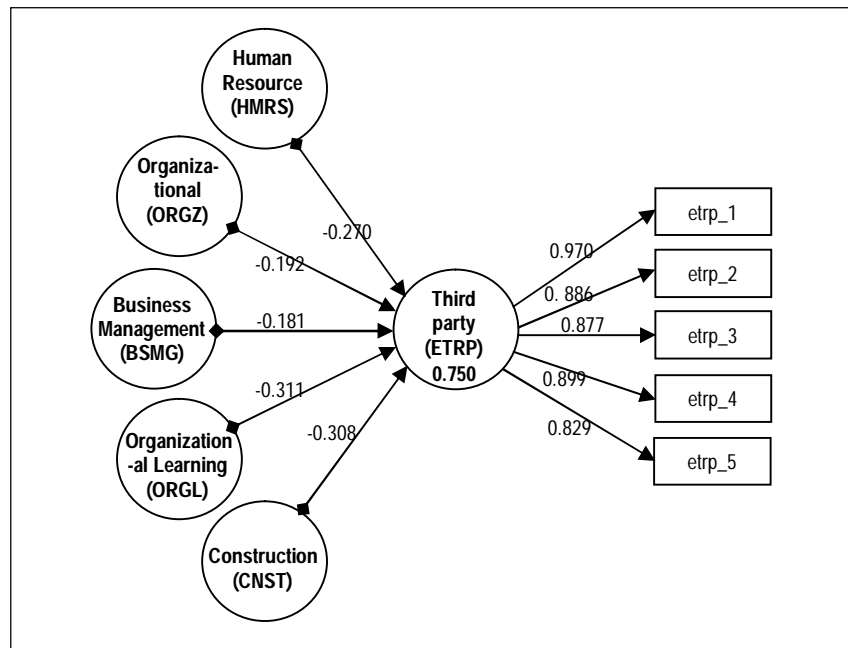 Human
Resource
(HMRS)
Organiza-
tional
(ORGZ)
Business
Management
(BSMG)
Organization
-al Learning
(ORGL)
Construction
(CNST)
-0.270
-0.192
-0.181
-0.311
-0.308
Third
party
(ETRP)
0.750
0.970
0. 886
0.877
0.899
0.829
etrp_1
etrp_2
etrp_3
etrp_4
etrp_5